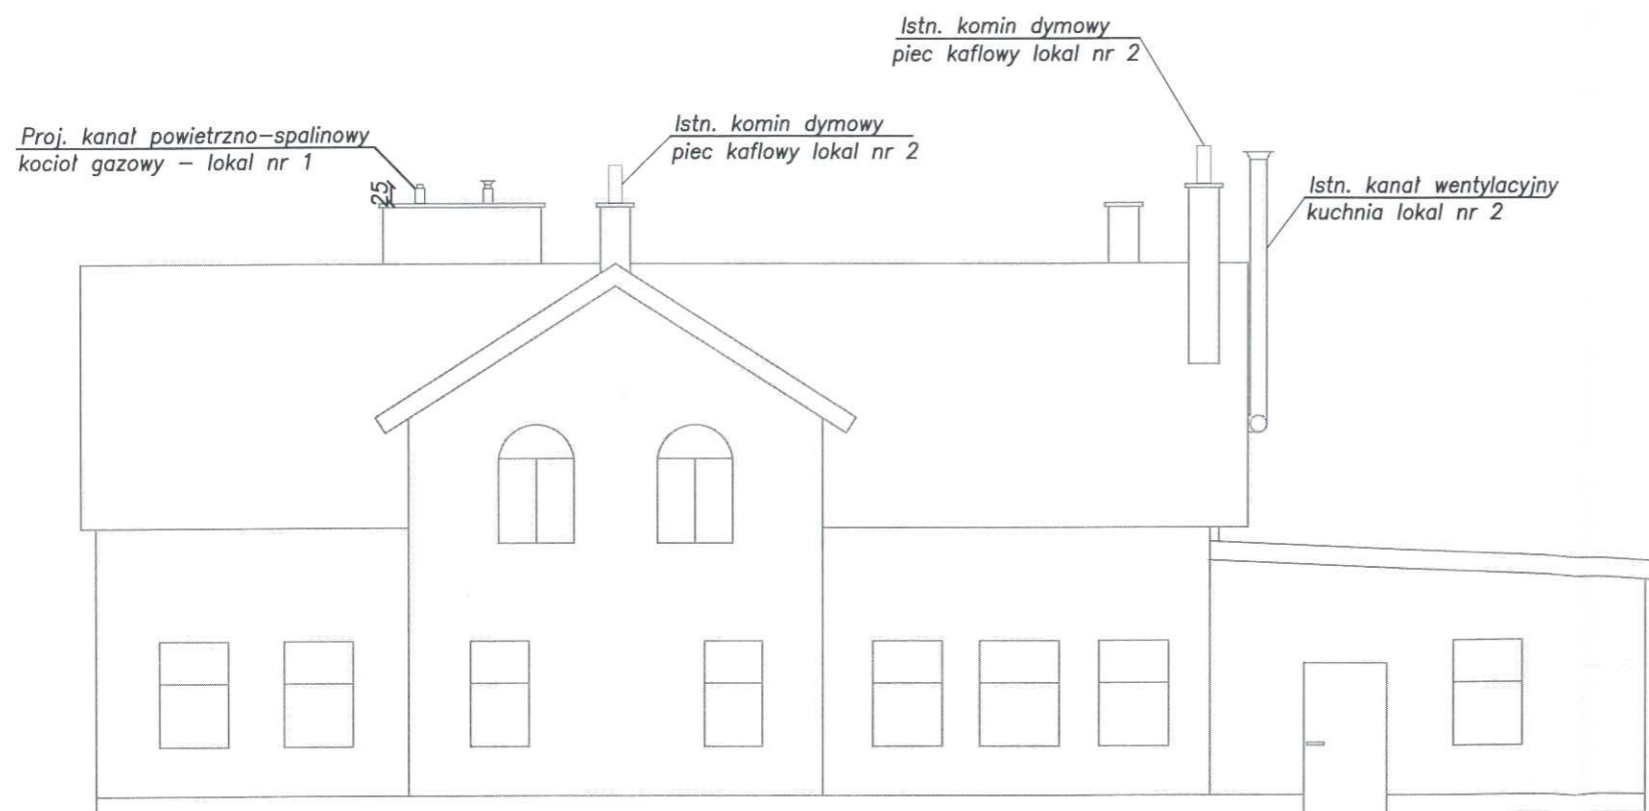 Istn. komin dymowy
piec kaflowy lokal nr 2
Proj. kanał powietrzno-spalinowy
kocioł gazowy - lokal nr 1
Istn. komin dymowy
piec kaflowy lokal nr 2
25
Istn. kanał wentylacyjny
kuchnia lokal nr 2